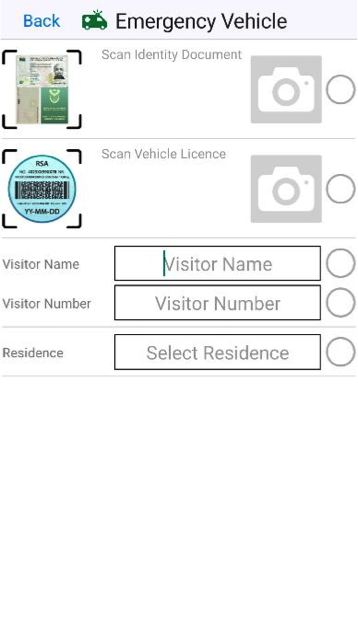 Back
Emergency Vehicle
Scan Identity Document
Scan Vehicle Licence
RSA
YY-MM-DD
Visitor Name
Visitor Name
Visitor Number
Visitor Number
Residence
Select Residence